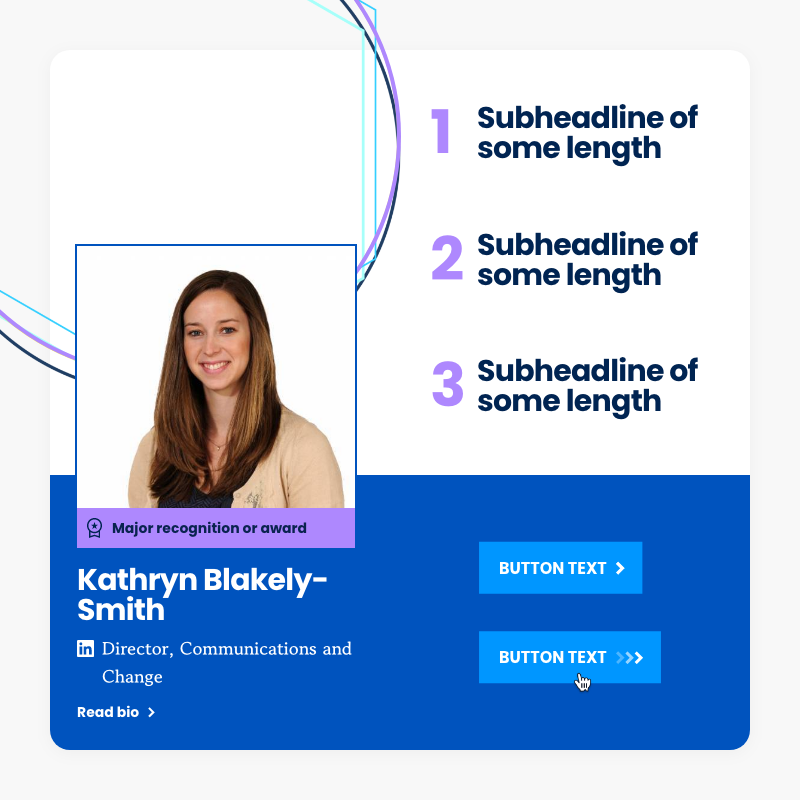 1
Subheadline of
some length
2
Subheadline of
some length
3
Subheadline of
some length
Major recognition or award
Kathryn Blakely-
Smith
in Director, Communications and
Change
Read bio
BUTTON TEXT
BUTTON TEXT